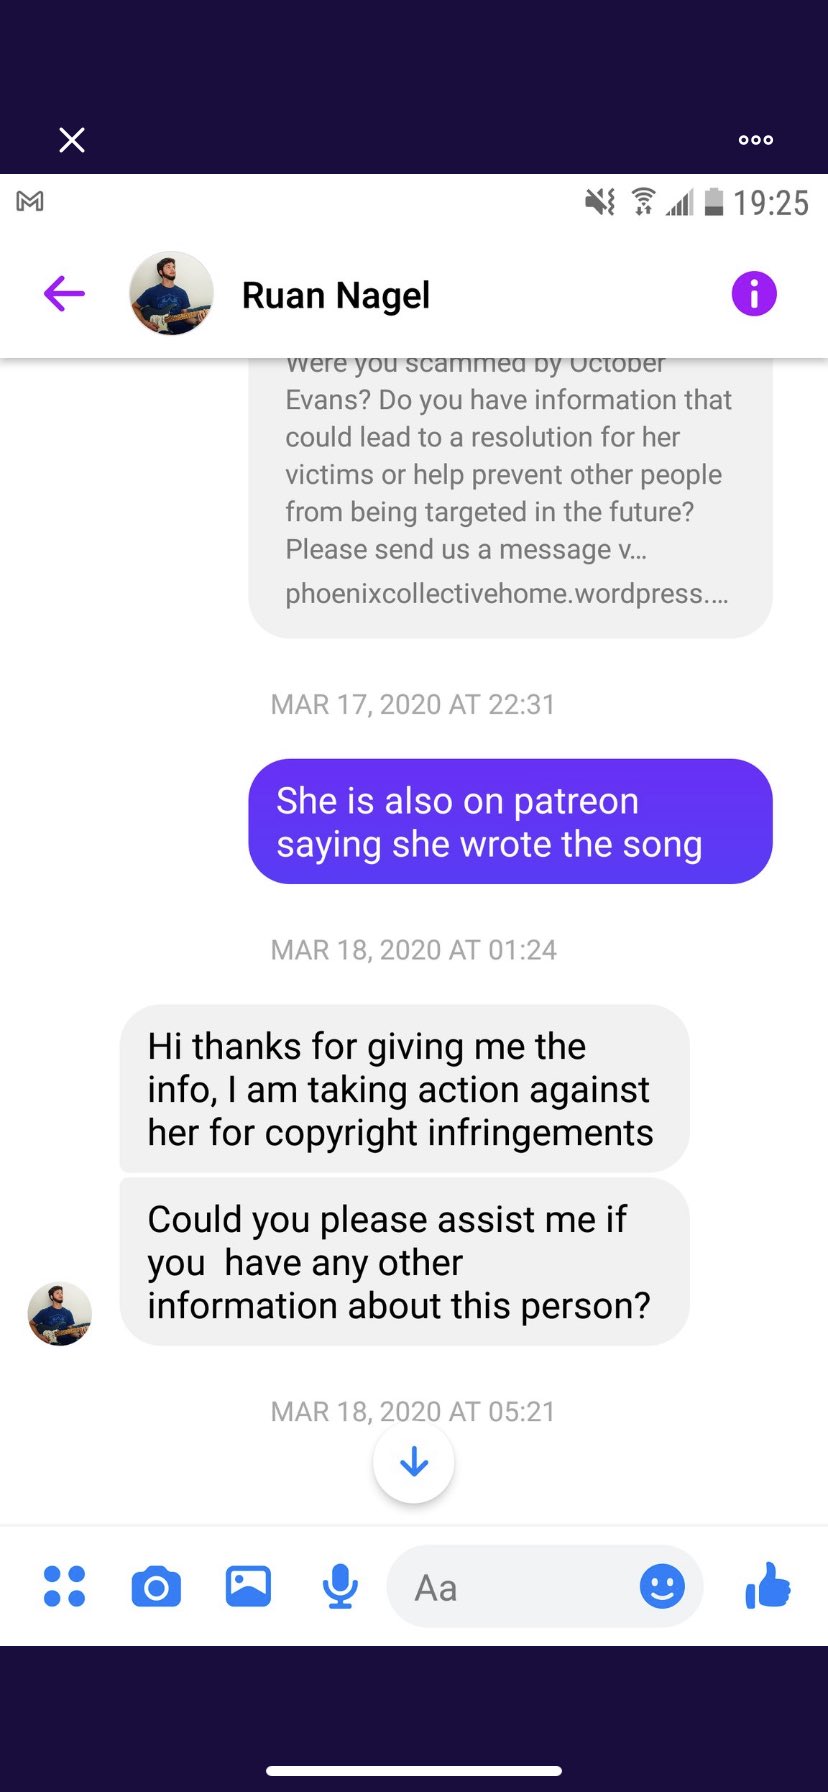 19:25
Ruan Nagel
Were you scammed by October
Evans? Do you have information that
could lead to a resolution for her
victims or help prevent other people
from being targeted in the future?
Please send us a message v...
phoenixcollectivehome.wordpress....
MAR 17, 2020 AT 22:31
She is also on patreon
saying she wrote the song
MAR 18, 2020 AT 01:24
Hi thanks for giving me the
info, I am taking action against
her for copyright infringements
Could you please assist me if
you  have any other
information about this person?
MAR 18, 2020 AT 05:21
Aa